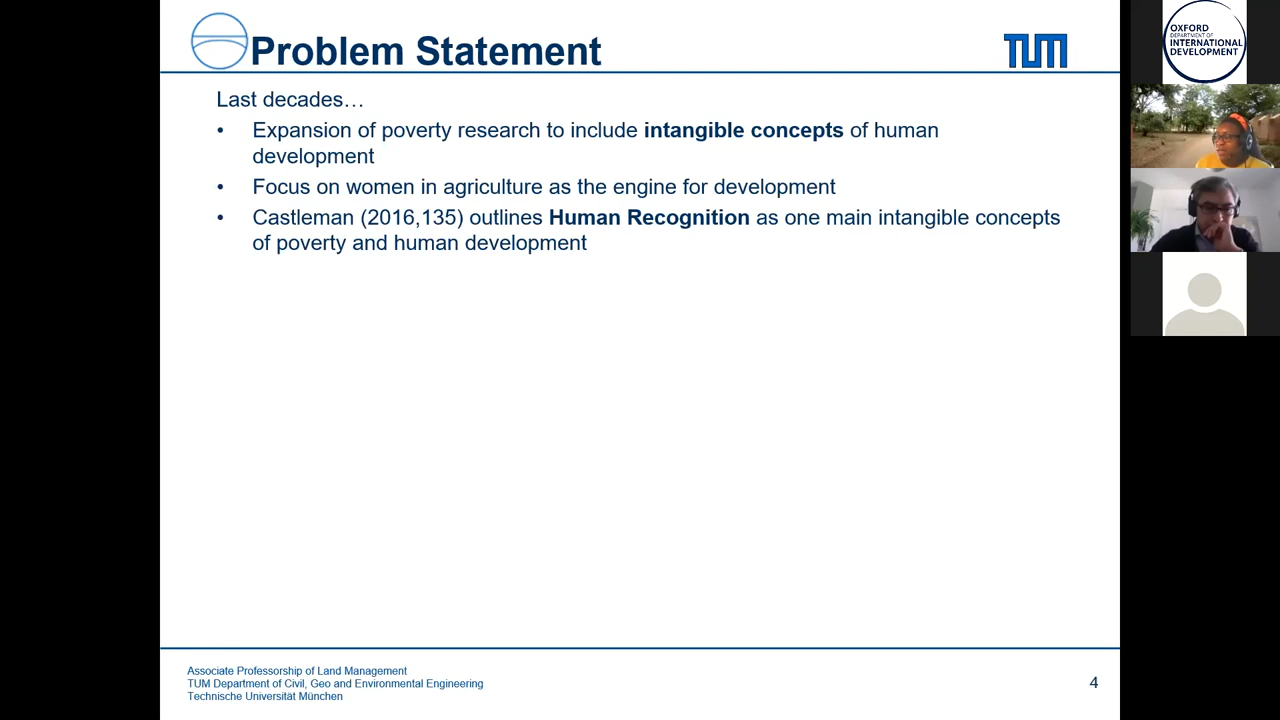 Problem Statement
TUM
Last decades…
• Expansion of poverty research to include intangible concepts of human
development
• Focus on women in agriculture as the engine for development
• Castleman (2016,135) outlines Human Recognition as one main intangible concepts
of poverty and human development
Associate Professorship of Land Management
TUM Department of Civil, Geo and Environmental Engineering
Technische Universität München
4
OXFORD
DEPARTMENT OF
INTERNATIONAL
DEVELOPMENT